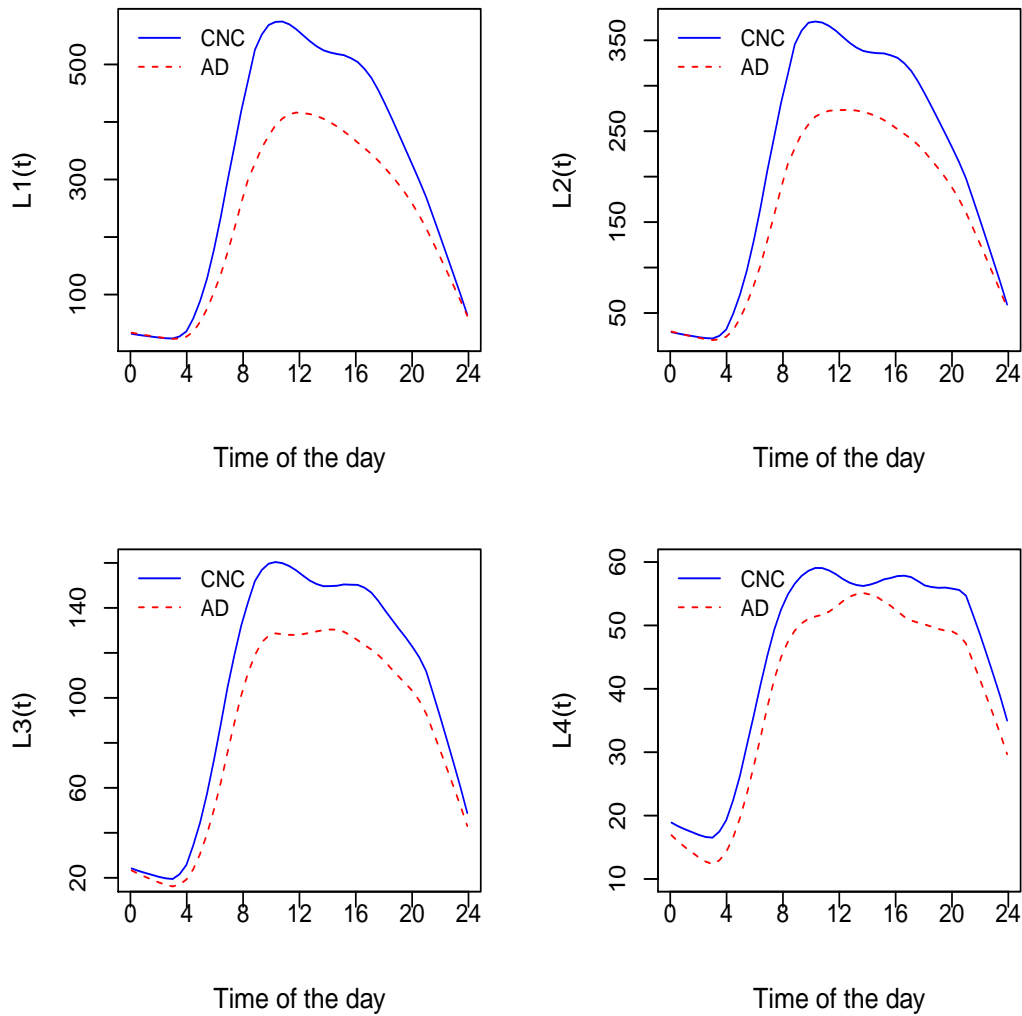 L1(t)
500
300
100
CNC
AD
0 4 8 12 16 20 24
Time of the day
L2(t)
350
250
150
50
CNC
AD
0 4 8 12 16 20 24
Time of the day
L3(t)
140
100
60
20
CNC
AD
0 4 8 12 16 20 24
Time of the day
L4(t)
60
50
40
30
20
10
CNC
AD
0 4 8 12 16 20 24
Time of the day